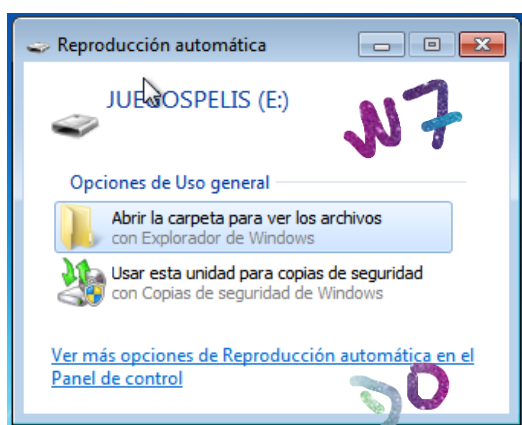 Reproducción automática
JUEGOSPELIS (E:)
W7
Opciones de Uso general
Abrir la carpeta para ver los archivos
con Explorador de Windows
Usar esta unidad para copias de seguridad
con Copias de seguridad de Windows
Ver más opciones de Reproducción automática en el
Panel de control